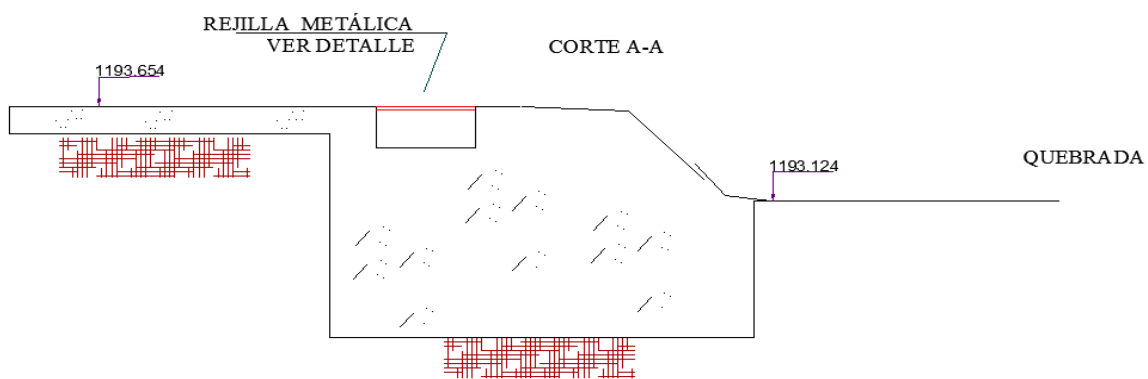 REJILLA METÁLICA
VER DETALLE
CORTE A-A
1193.654
1193.124
QUEBRADA